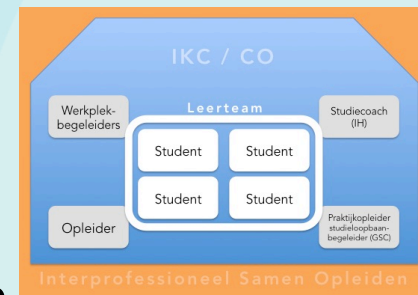 IKC / CO
Werkplek-
begeleiders
Leerteam
Studiecoach
(IH)
Student
Student
Student
Student
Opleider
Praktijkopleider
studieloopbaan-
begeleider (GSC)
Interprofessioneel Samen Opleiden